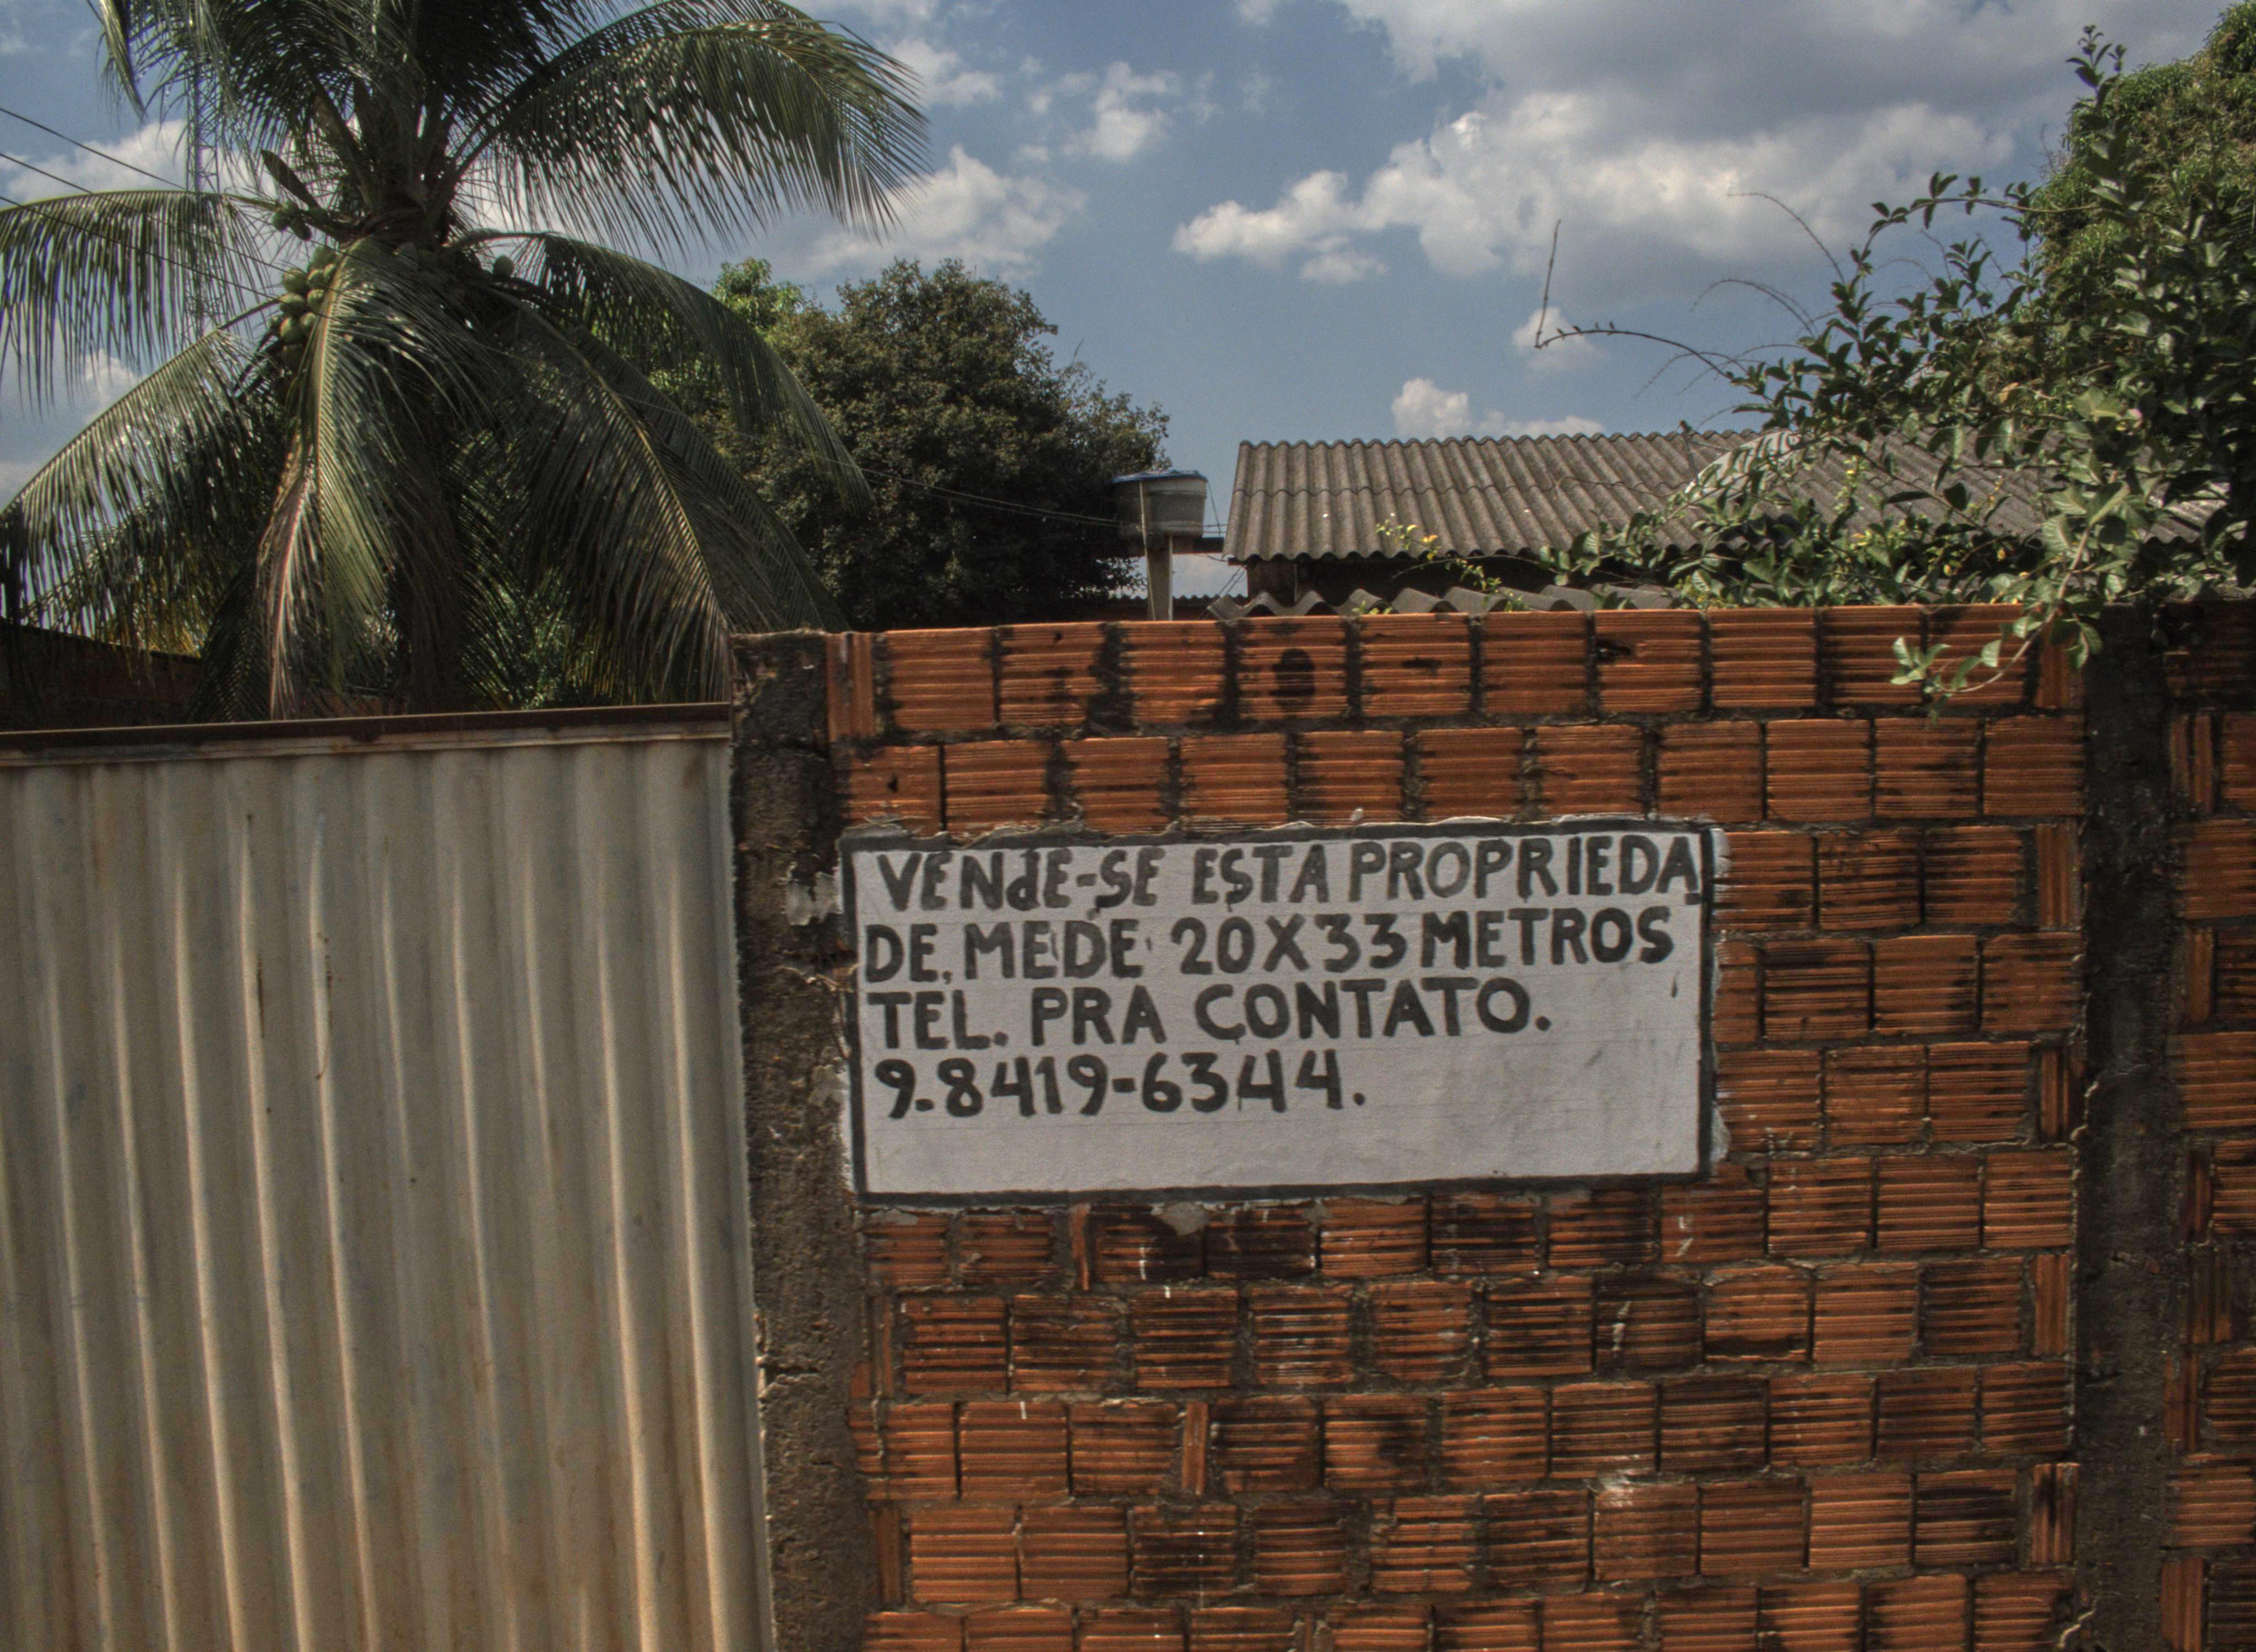 VENdE-SE ESTA PROPRIEDA
DE, MEDE 20X33 METROS
TEL. PRA CONTATO.
9-8419-6344.